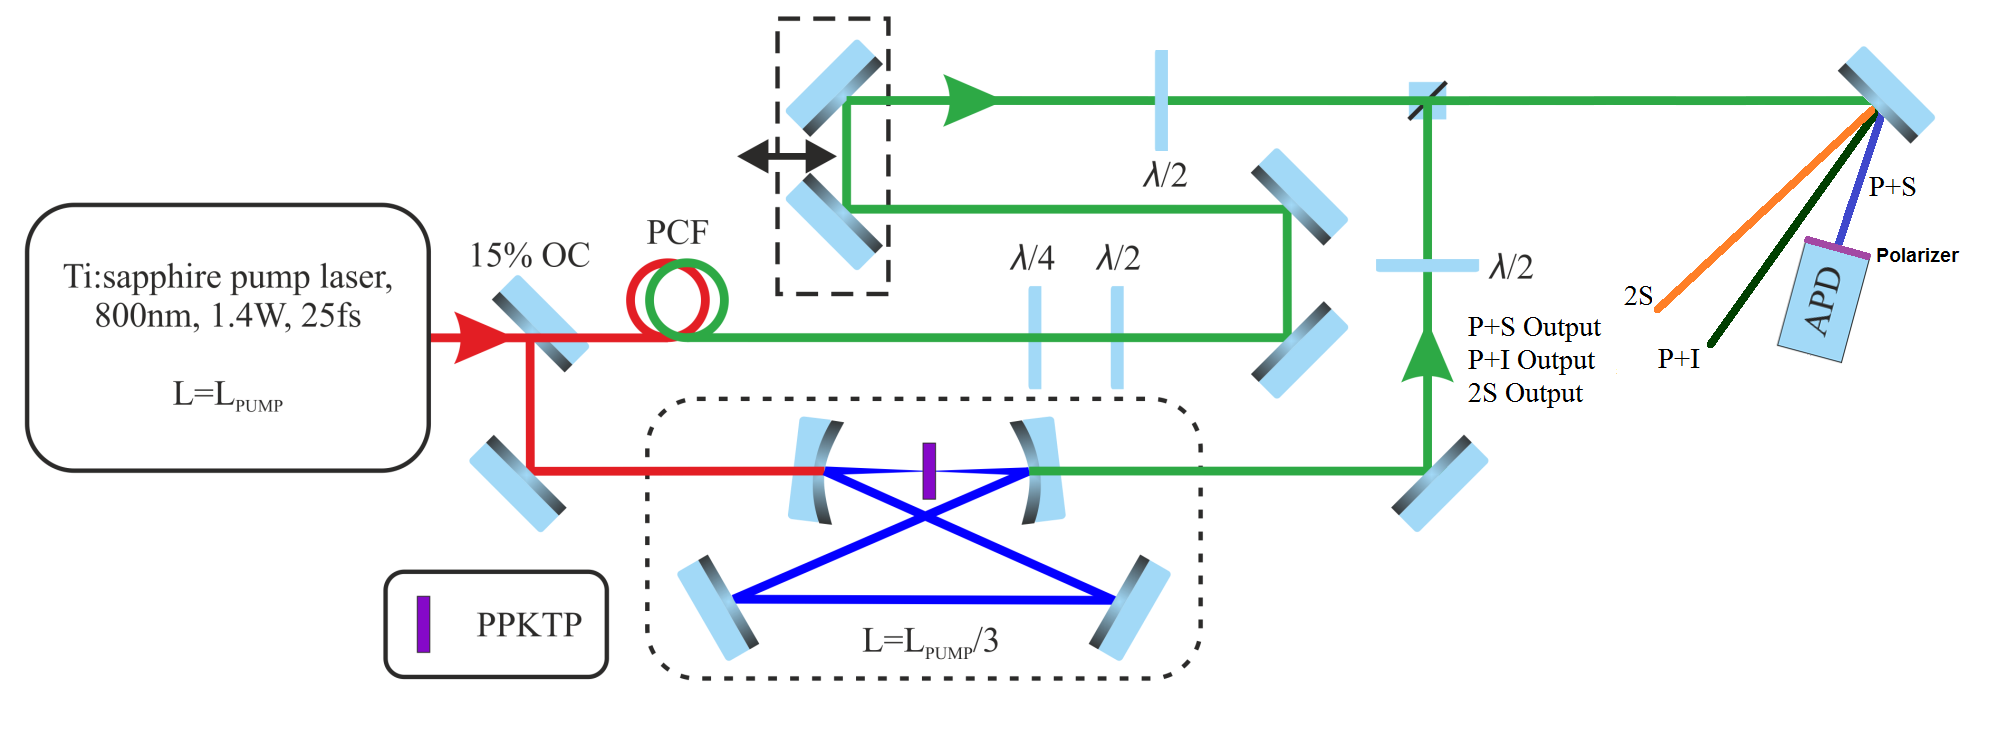 Ti:sapphire pump laser,
800nm, 1.4W, 25fs
L=LPUMP
15% OC
PCF
λ/4
λ/2
λ/2
λ/2
P+S
Polarizer
APD
2S
P+I
P+S Output
P+I Output
2S Output
PPKTP
L=LPUMP/3